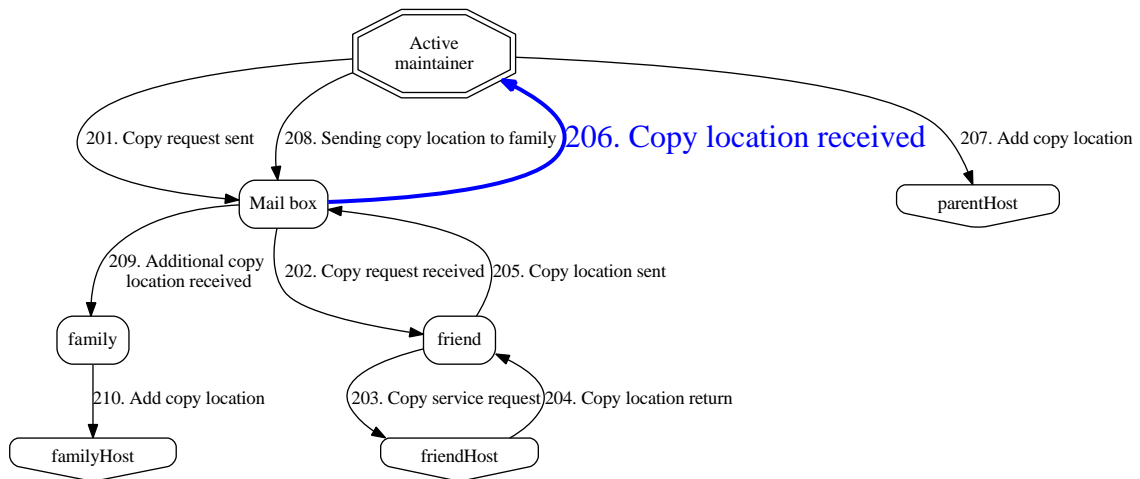 Active
maintainer
201. Copy request sent
208. Sending copy location to family
206. Copy location received
207. Add copy location
Mail box
parentHost
209. Additional copy
location received
202. Copy request received
205. Copy location sent
family
friend
210. Add copy location
203. Copy service request
204. Copy location return
familyHost
friendHost